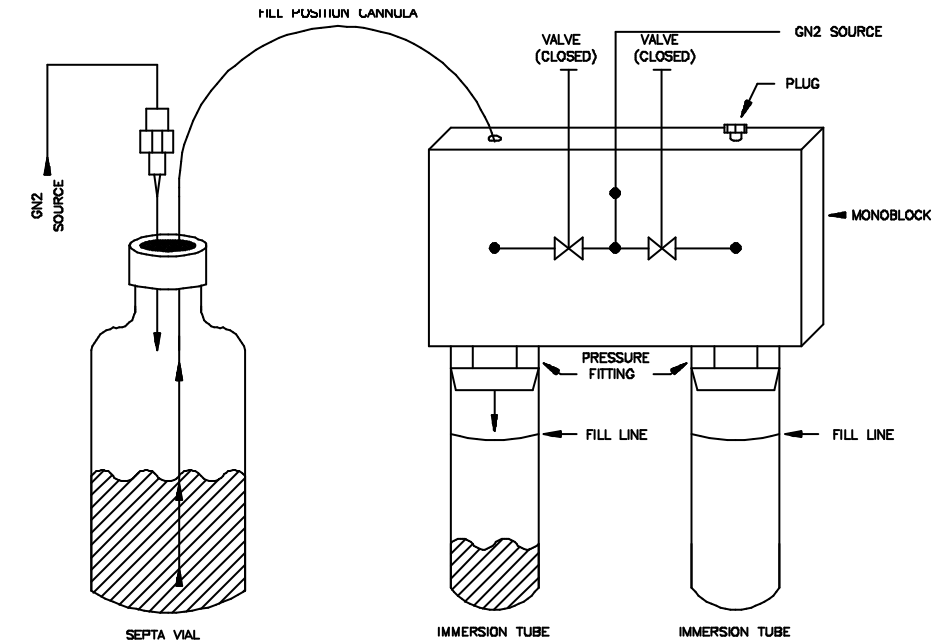 FILL POSITION CANNULA
VALVE
(CLOSED)
VALVE
(CLOSED)
GN2 SOURCE
PLUG
GN2
SOURCE
MONOBLOCK
PRESSURE
FITTING
FILL LINE
FILL LINE
SEPTA VIAL
IMMERSION TUBE
IMMERSION TUBE